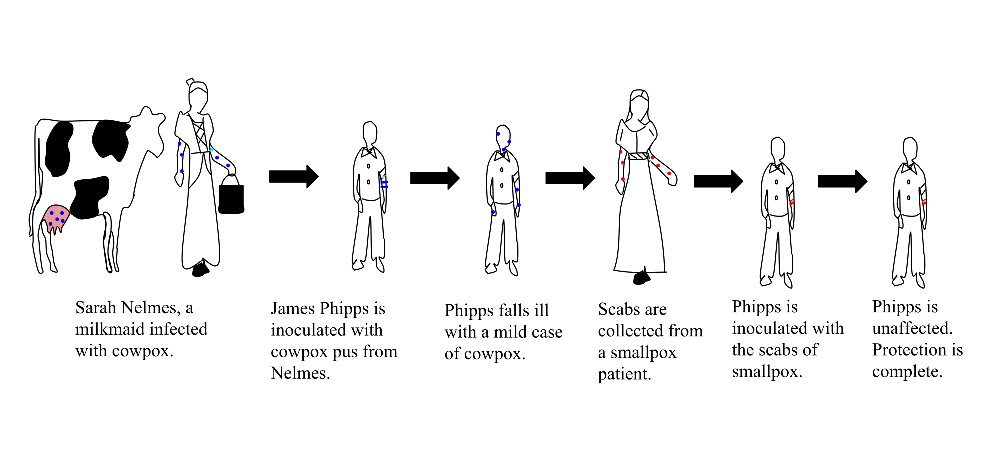 Sarah Nelmes, a
milkmaid infected
with cowpox.
James Phipps is
inoculated with
cowpox pus from
Nelmes.
Phipps falls ill
with a mild case
of cowpox.
Scabs are
collected from
a smallpox
patient.
Phipps is
inoculated with
the scabs of
smallpox.
Phipps is
unaffected.
Protection is
complete.